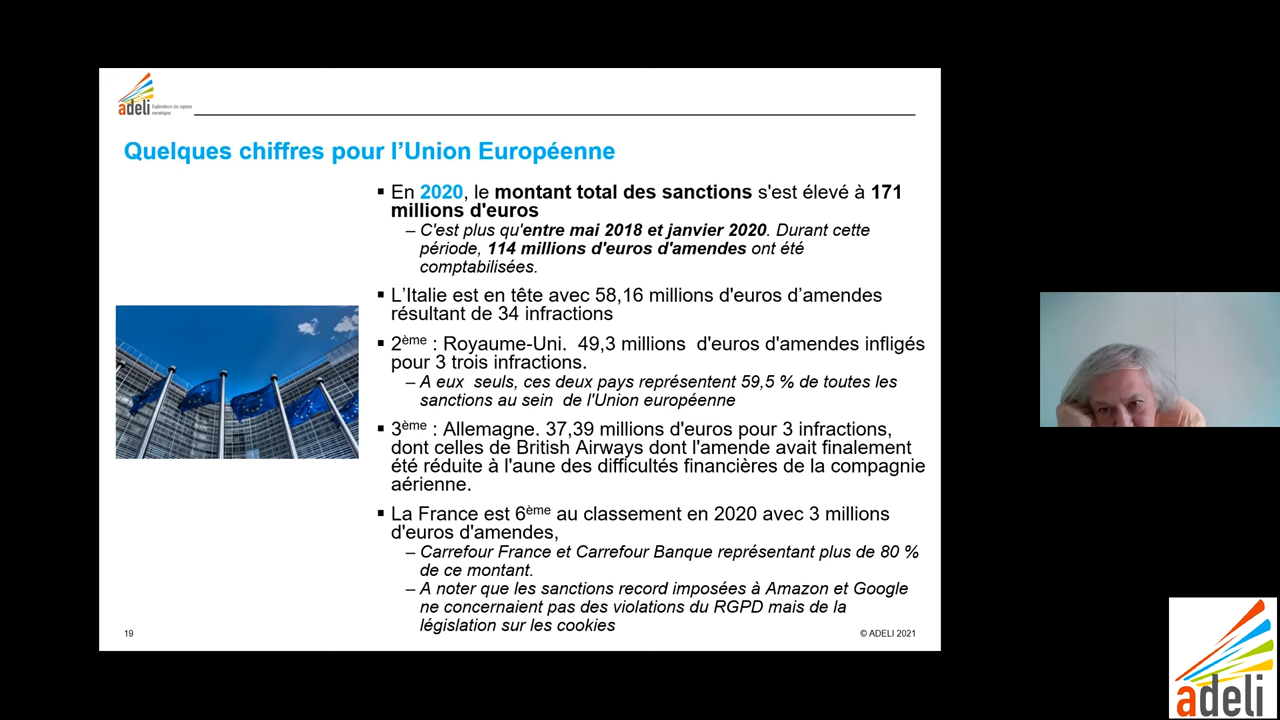 adeli Explorateurs des espaces
numériques
Quelques chiffres pour l’Union Européenne
▪ En 2020, le montant total des sanctions s'est élevé à 171
millions d'euros
– C'est plus qu'entre mai 2018 et janvier 2020. Durant cette
période, 114 millions d'euros d'amendes ont été
comptabilisées.
▪ L’Italie est en tête avec 58,16 millions d'euros d’amendes
résultant de 34 infractions
▪ 2ème : Royaume-Uni. 49,3 millions d'euros d'amendes infligés
pour 3 trois infractions.
– A eux seuls, ces deux pays représentent 59,5 % de toutes les
sanctions au sein de l'Union européenne
▪ 3ème : Allemagne. 37,39 millions d'euros pour 3 infractions,
dont celles de British Airways dont l'amende avait finalement
été réduite à l'aune des difficultés financières de la compagnie
aérienne.
▪ La France est 6ème au classement en 2020 avec 3 millions
d'euros d'amendes,
– Carrefour France et Carrefour Banque représentant plus de 80 %
de ce montant.
– A noter que les sanctions record imposées à Amazon et Google
ne concernaient pas des violations du RGPD mais de la
législation sur les cookies
19
© ADELI 2021
adeli